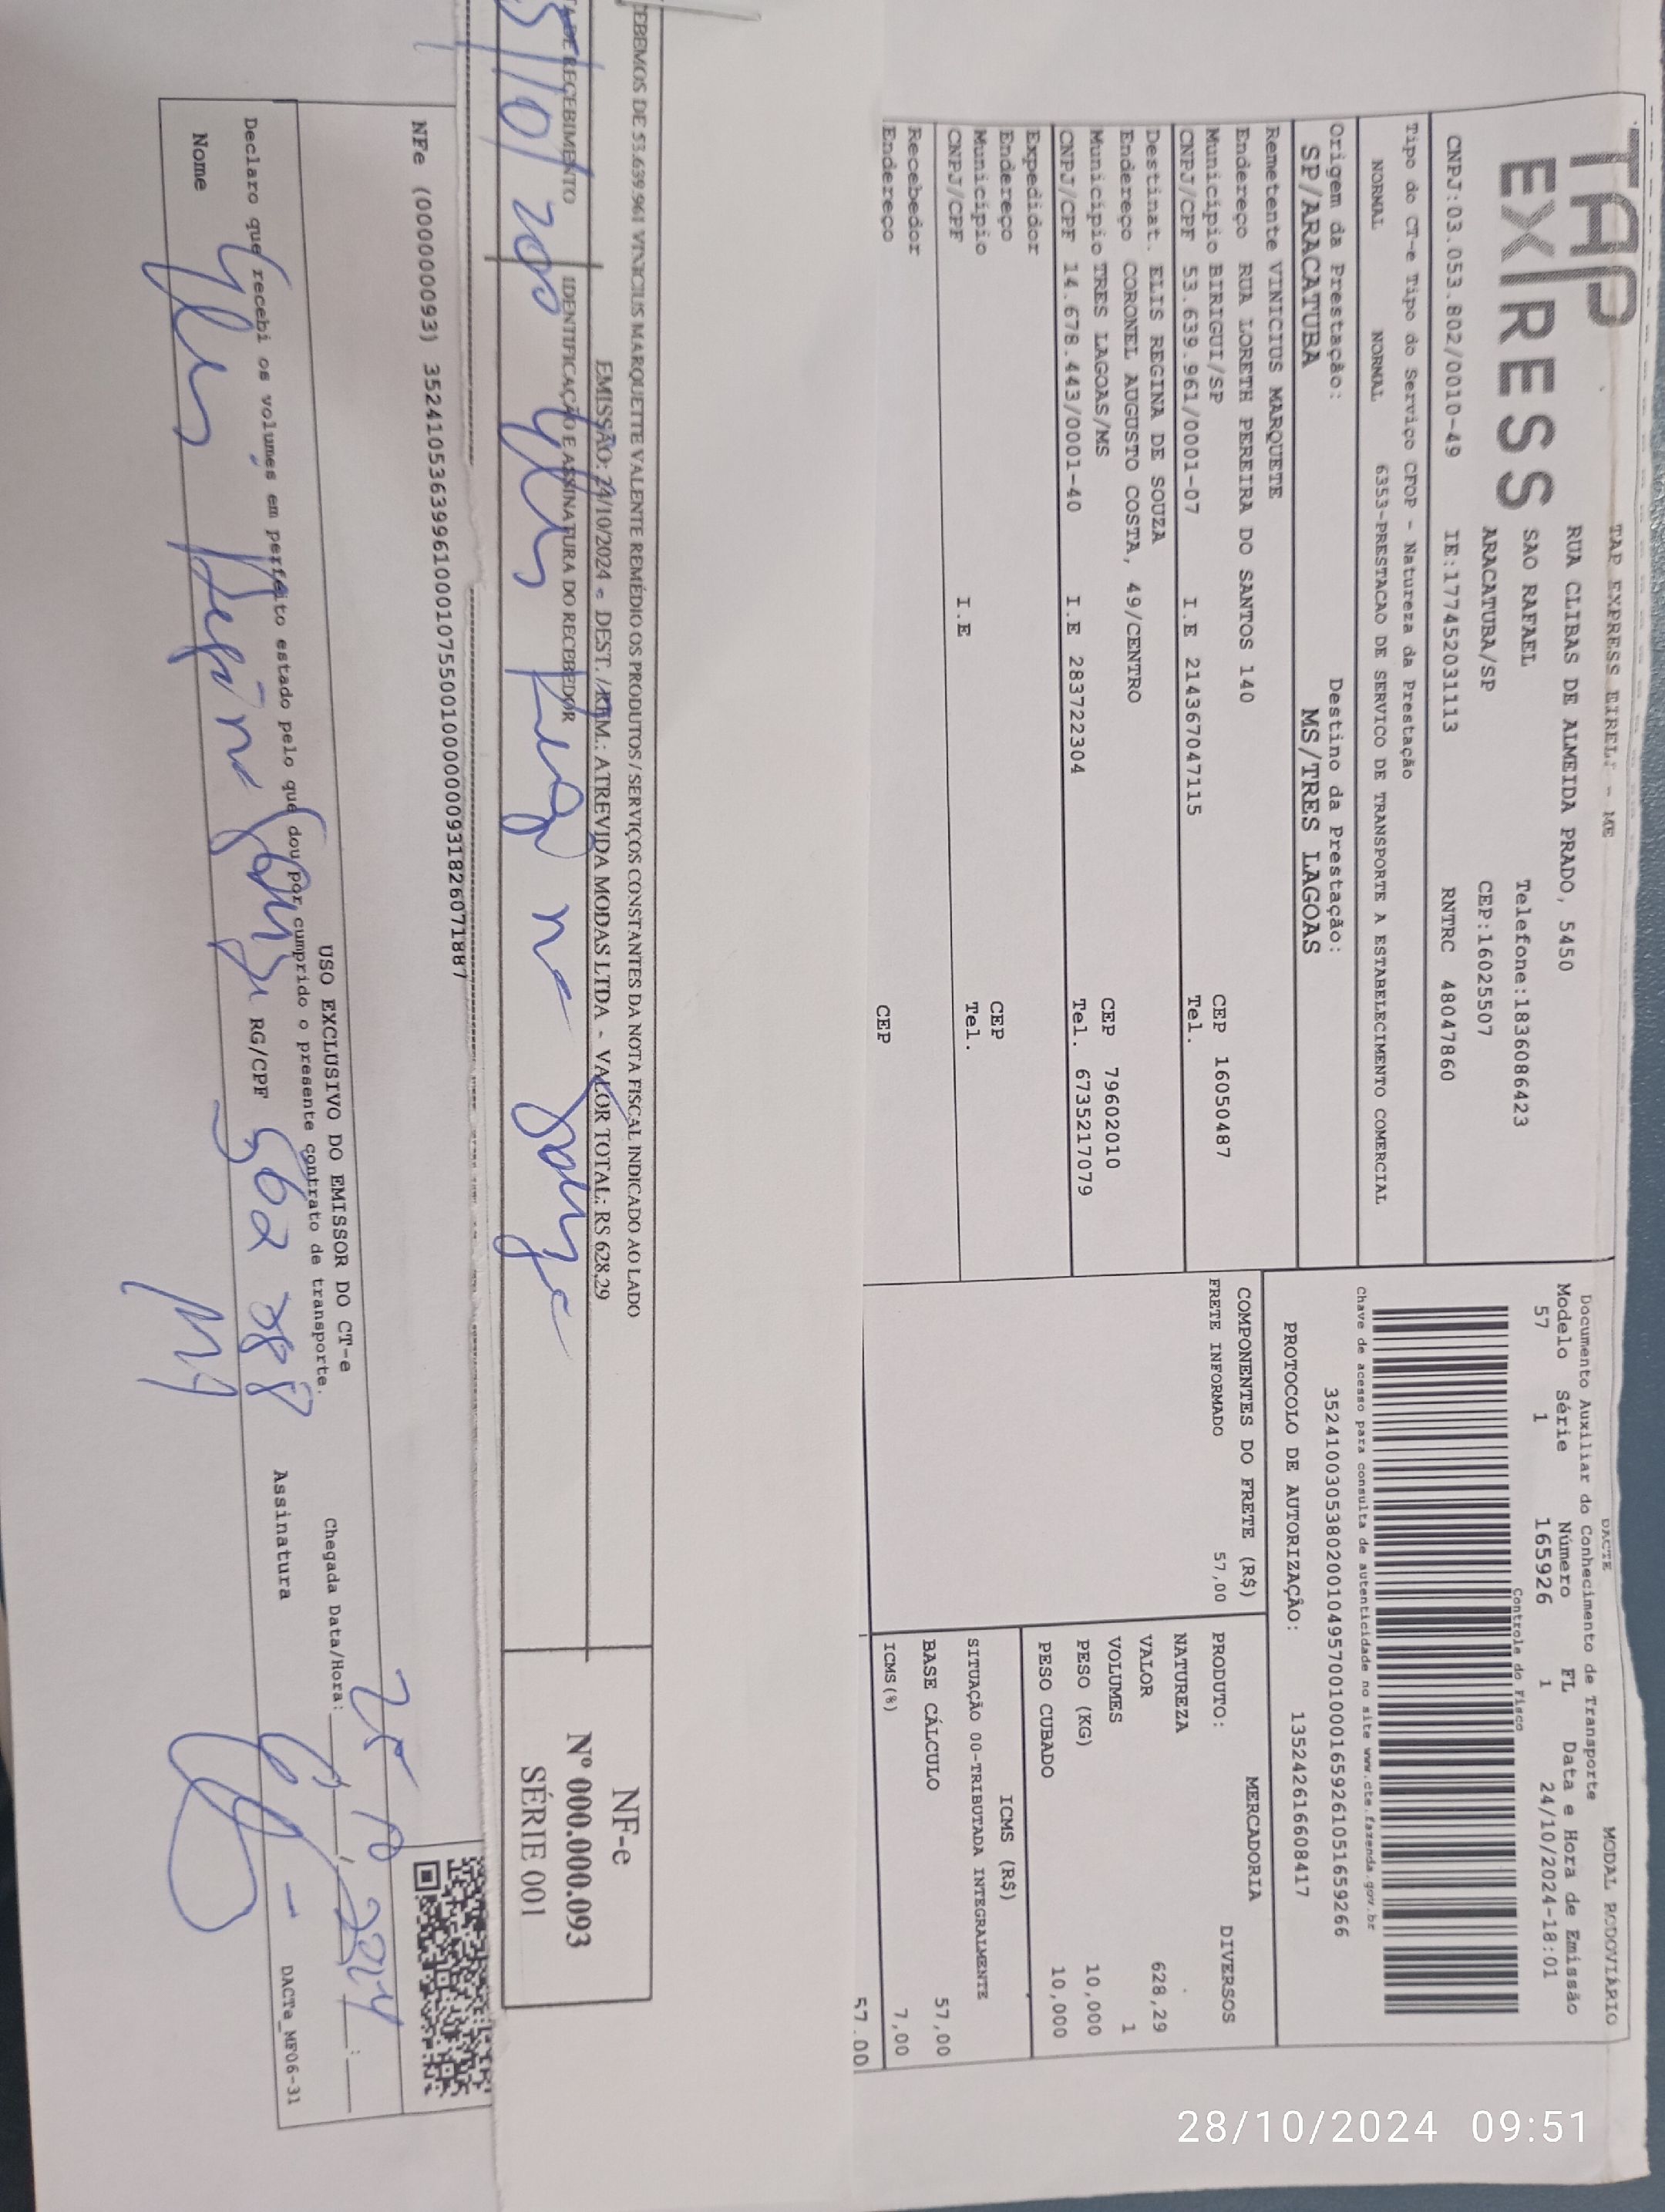 TAP
EXPRESS
TAP EXPRESS EIRELI - ME
RUA CLIBAS DE ALMEIDA PRADO, 5450
SAO RAFAEL Telefone:1836086423
ARACATUBA/SP CEP:16025507
CNPJ:03.053.802/0010-49 IE:177452031113 RNTRC 48047860
DACTE MODAL RODOVIÁRIO
Documento Auxiliar do Conhecimento de Transporte
Modelo Série Número FL Data e Hora de Emissão
57 1 165926 1 24/10/2024-18:01
Controle do Fisco
Chave de acesso para consulta de autenticidade no site www.cte.fazenda.gov.br
35241003053802001049570010001659261051659266
PROTOCOLO DE AUTORIZAÇÃO: 135242616608417
Tipo do CT-e Tipo do Serviço CFOP - Natureza da Prestação
NORMAL NORMAL 6353-PRESTACAO DE SERVICO DE TRANSPORTE A ESTABELECIMENTO COMERCIAL
Origem da Prestação: Destino da Prestação:
SP/ARACATUBA MS/TRES LAGOAS
Remetente VINICIUS MARQUETE
Endereço RUA LORETH PEREIRA DO SANTOS 140
Município BIRIGUI/SP CEP 16050487
CNPJ/CPF 53.639.961/0001-07 I.E 214367047115 Tel.
Destinat. ELIS REGINA DE SOUZA
Endereço CORONEL AUGUSTO COSTA, 49/CENTRO
Município TRES LAGOAS/MS CEP 79602010
CNPJ/CPF 14.678.443/0001-40 I.E 283722304 Tel. 6735217079
Expedidor
Endereço CEP
Município Tel.
CNPJ/CPF I.E
Recebedor
Endereço CEP
COMPONENTES DO FRETE (R$)
FRETE INFORMADO 57,00
MERCADORIA
PRODUTO: DIVERSOS
NATUREZA
VALOR 628,29
VOLUMES 1
PESO (KG) 10,000
PESO CUBADO 10,000
ICMS (R$)
SITUAÇÃO 00-TRIBUTADA INTEGRALMENTE
BASE CÁLCULO 57,00
ICMS(%) 7,00
57.00
EBEMOS DE 53.639.961 VINICIUS MARQUETTE VALENTE REMÉDIO OS PRODUTOS / SERVIÇOS CONSTANTES DA NOTA FISCAL INDICADO AO LADO
EMISSÃO: 24/10/2024 - DEST. / REM.: ATREVIDA MODAS LTDA - VALOR TOTAL: R$ 628,29
TA DE RECEBIMENTO IDENTIFICAÇÃO E ASSINATURA DO RECEBEDOR
Regina Souza
NF-e
Nº 000.000.093
SÉRIE 001
NFe (000000093) 35241053639961000107550010000000931826071887
USO EXCLUSIVO DO EMISSOR DO CT-e
Declaro que recebi os volumes em perfeito estado pelo que dou por cumprido o presente contrato de transporte.
Chegada Data/Hora:
Nome Regina Souza RG/CPF Assinatura
DACTe_MF06-31
28/10/2024 09:51